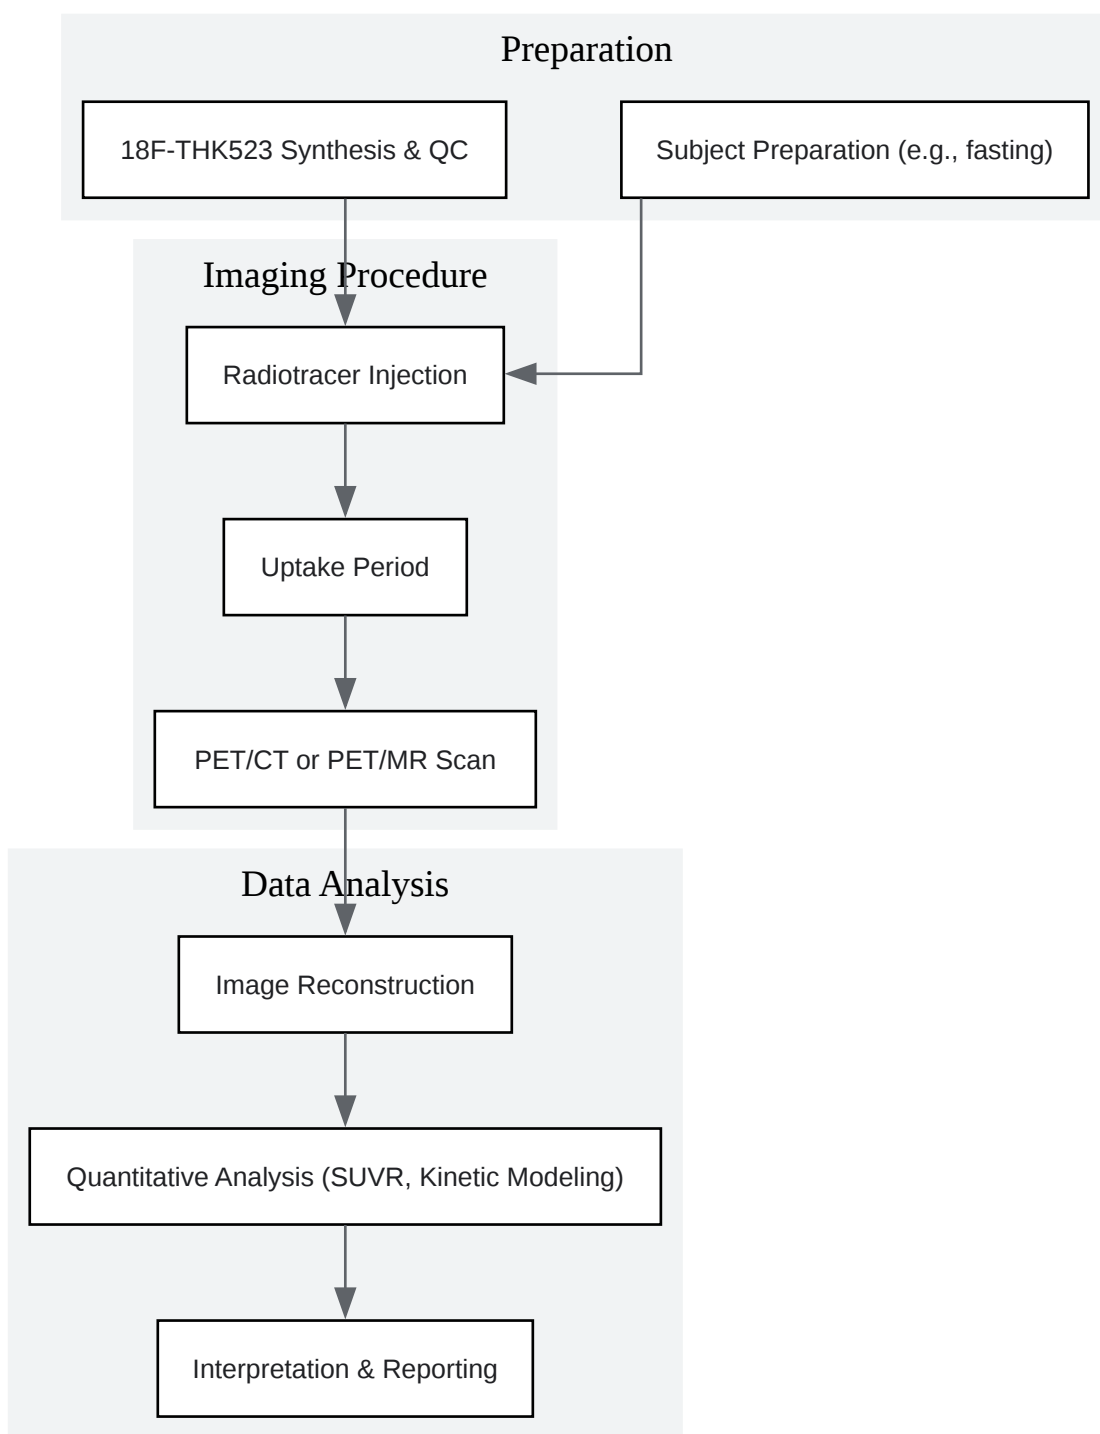 Preparation
18F-THK523 Synthesis & QC
Subject Preparation (e.g., fasting)
Imaging Procedure
Radiotracer Injection
Uptake Period
PET/CT or PET/MR Scan
Data Analysis
Image Reconstruction
Quantitative Analysis (SUVR, Kinetic Modeling)
Interpretation & Reporting